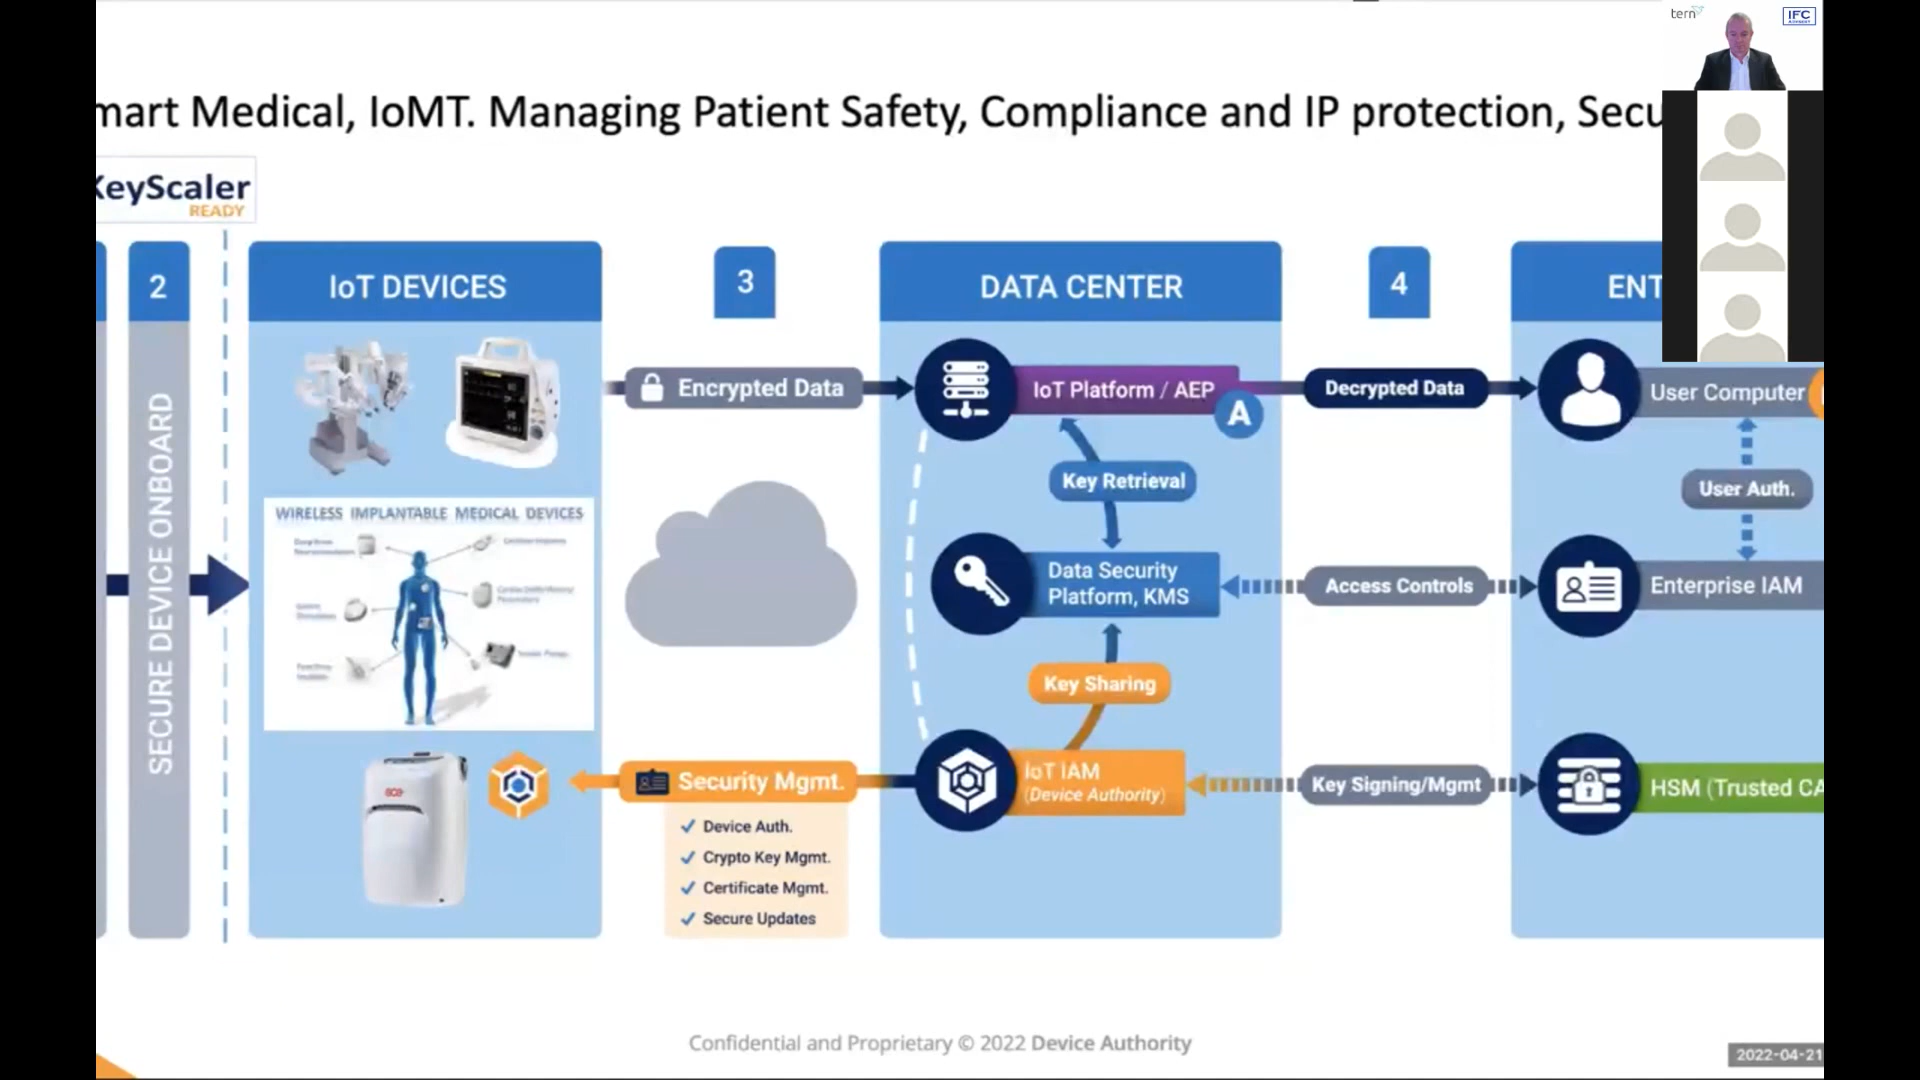 tern
IFC
mart Medical, IoMT. Managing Patient Safety, Compliance and IP protection, Secu
KeyScaler
READY
2
SECURE DEVICE ONBOARD
IoT DEVICES
WIRELESS IMPLANTABLE MEDICAL DEVICES
3
Encrypted Data
Security Mgmt.
✓ Device Auth.
✓ Crypto Key Mgmt.
✓ Certificate Mgmt.
✓ Secure Updates
DATA CENTER
IoT Platform / AEP
A
Key Retrieval
Data Security
Platform, KMS
Key Sharing
IoT IAM
(Device Authority)
4
Decrypted Data
Access Controls
Key Signing/Mgmt
ENT
User Computer
User Auth.
Enterprise IAM
HSM (Trusted CA
Confidential and Proprietary © 2022 Device Authority
2022-04-21